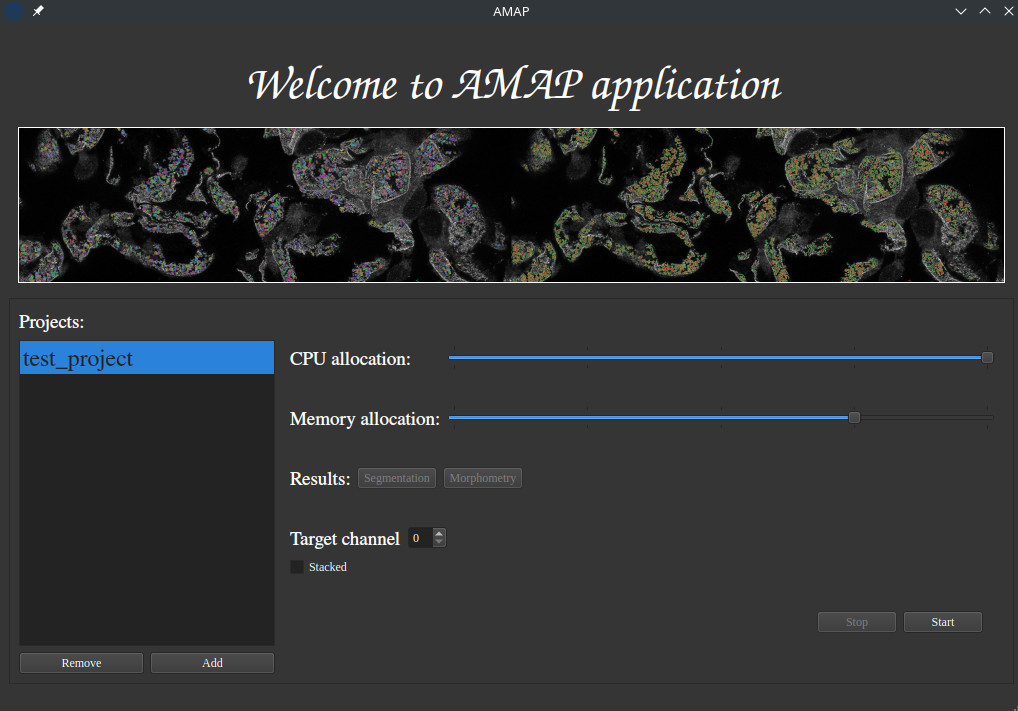 AMAP
Welcome to AMAP application
Projects:
test_project
CPU allocation:
Memory allocation:
Results: Segmentation Morphometry
Target channel 0
Stacked
Stop Start
Remove Add